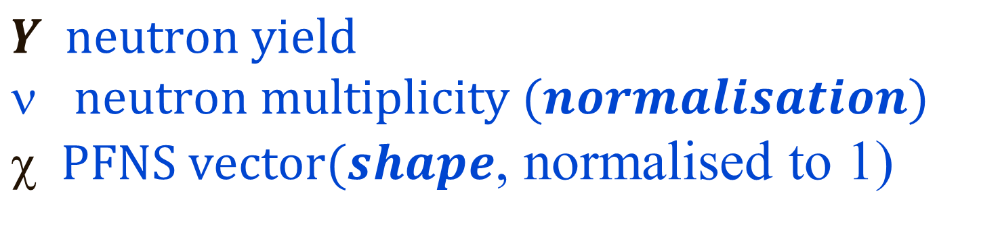 Y neutron yield
ν neutron multiplicity (normalisation)
χ PFNS vector(shape, normalised to 1)